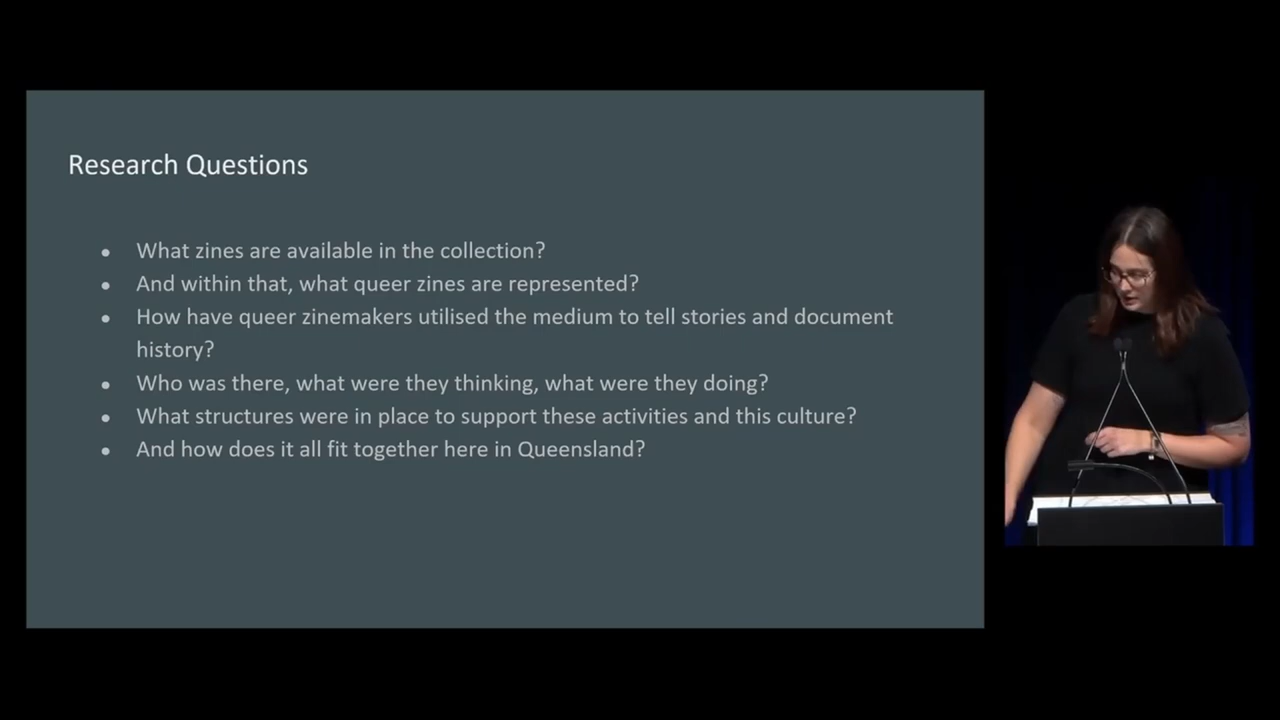 Research Questions
What zines are available in the collection?
And within that, what queer zines are represented?
How have queer zinemakers utilised the medium to tell stories and document
history?
Who was there, what were they thinking, what were they doing?
What structures were in place to support these activities and this culture?
And how does it all fit together here in Queensland?